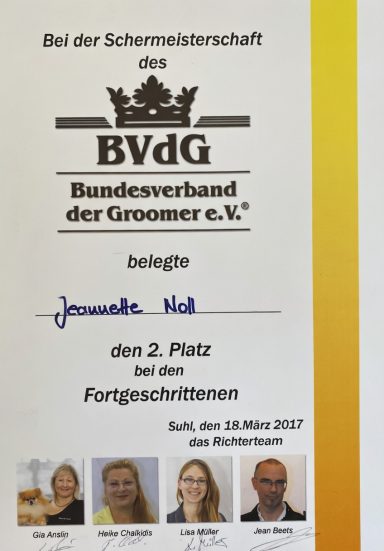 Bei der Schermeisterschaft
des
BVdG
Bundesverband
der Groomer e.V.®
belegte
Jeannette Noll
den 2. Platz
bei den
Fortgeschrittenen
Suhl, den 18.März 2017
das Richterteam
Gia Anslin Heike Chalkidis Lisa Müller Jean Beets